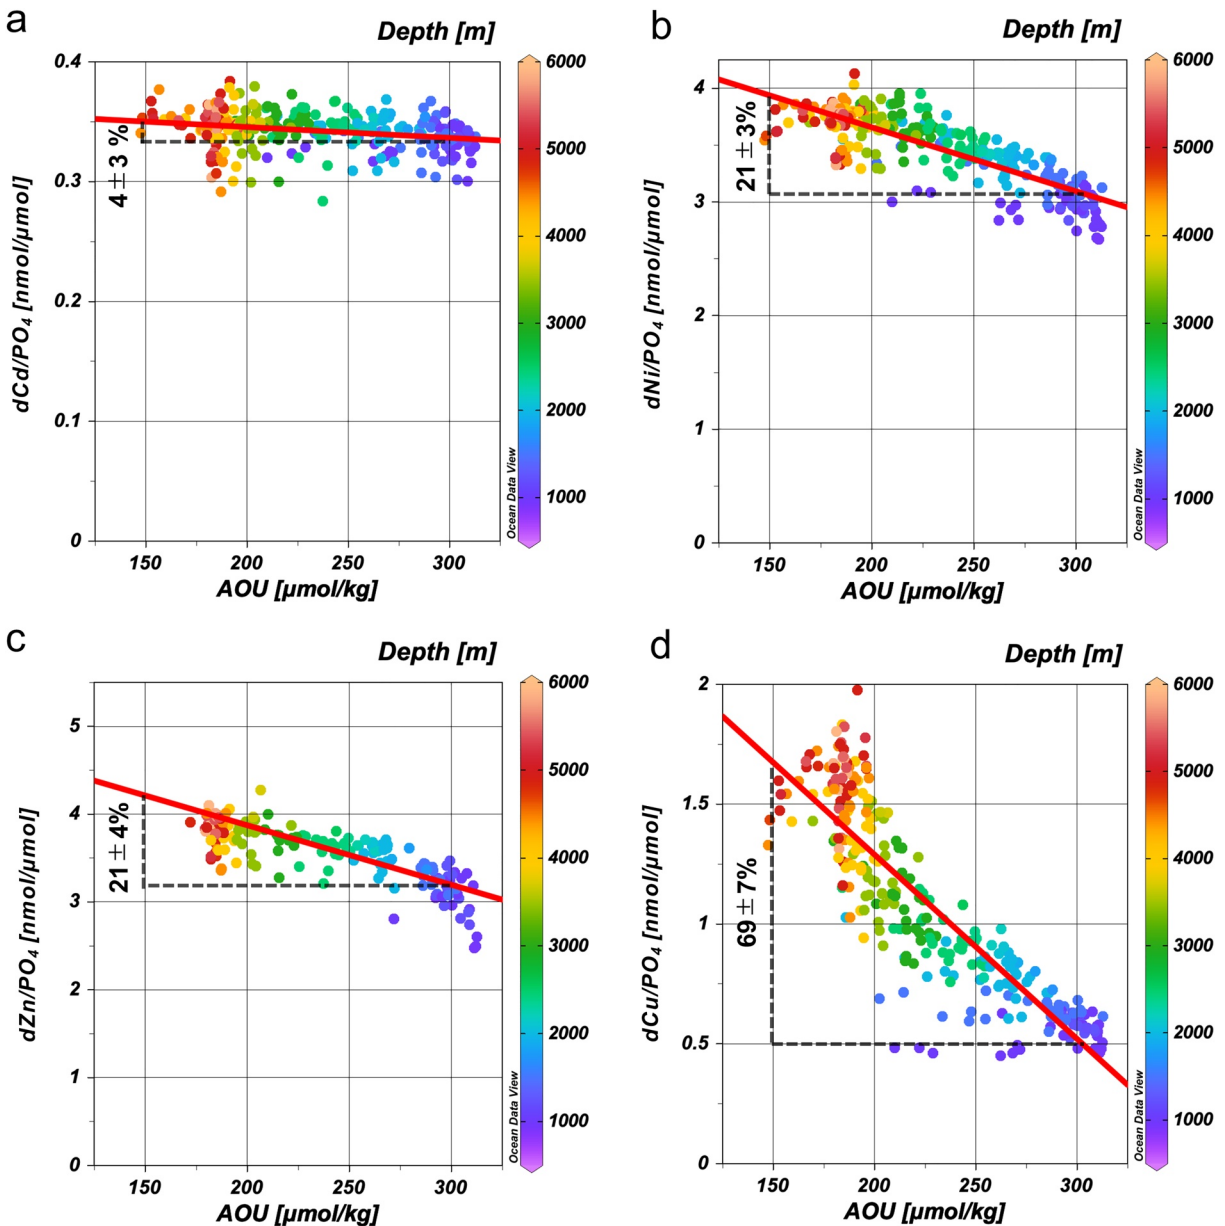 a
Depth [m]
0.4
0.3
0.2
0.1
0
dCd/PO4 [nmol/µmol]
4±3 %
150 200 250 300
AOU [µmol/kg]
6000
5000
4000
3000
2000
1000
Ocean Data View
b
Depth [m]
4
3
2
1
0
dNi/PO4 [nmol/µmol]
21±3%
150 200 250 300
AOU [µmol/kg]
6000
5000
4000
3000
2000
1000
Ocean Data View
c
Depth [m]
5
4
3
2
1
0
dZn/PO4 [nmol/µmol]
21±4%
150 200 250 300
AOU [µmol/kg]
6000
5000
4000
3000
2000
1000
Ocean Data View
d
Depth [m]
2
1.5
1
0.5
0
dCu/PO4 [nmol/µmol]
69±7%
150 200 250 300
AOU [µmol/kg]
6000
5000
4000
3000
2000
1000
Ocean Data View